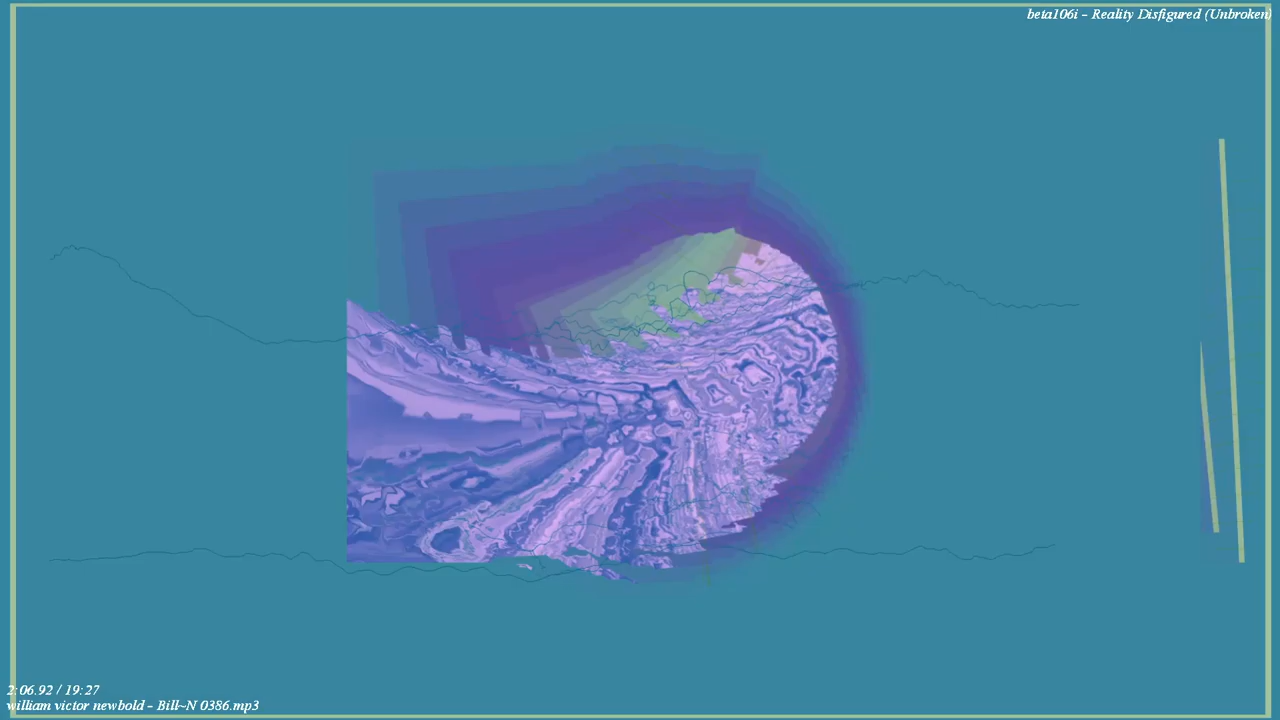 beta106i - Reality Disfigured (Unbroken)
2:06.92 / 19:27
william victor newbold - Bill~N 0386.mp3